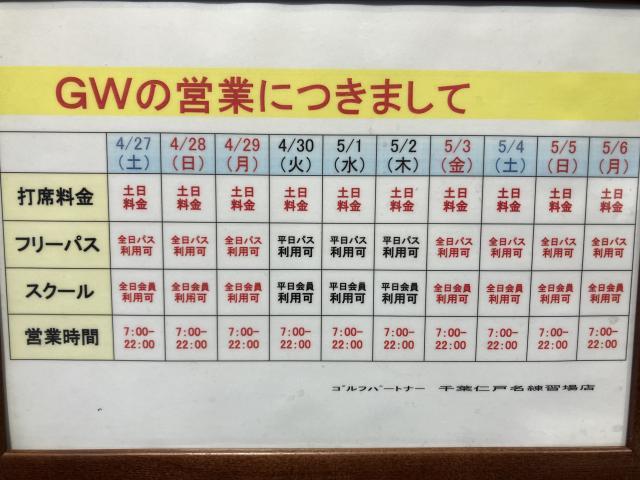 GWの営業につきまして
4/27 4/28 4/29 4/30 5/1 5/2 5/3 5/4 5/5 5/6
(土) (日) (月) (火) (水) (木) (金) (土) (日) (月)
打席料金 土日料金 土日料金 土日料金 土日料金 土日料金 土日料金 土日料金 土日料金 土日料金 土日料金
フリーパス 全日パス利用可 全日パス利用可 全日パス利用可 平日パス利用可 平日パス利用可 平日パス利用可 全日パス利用可 全日パス利用可 全日パス利用可 全日パス利用可
スクール 全日会員利用可 全日会員利用可 全日会員利用可 平日会員利用可 平日会員利用可 平日会員利用可 全日会員利用可 全日会員利用可 全日会員利用可 全日会員利用可
営業時間 7:00-22:00 7:00-22:00 7:00-22:00 7:00-22:00 7:00-22:00 7:00-22:00 7:00-22:00 7:00-22:00 7:00-22:00 7:00-22:00
ゴルフパートナー 千葉仁戸名練習場店